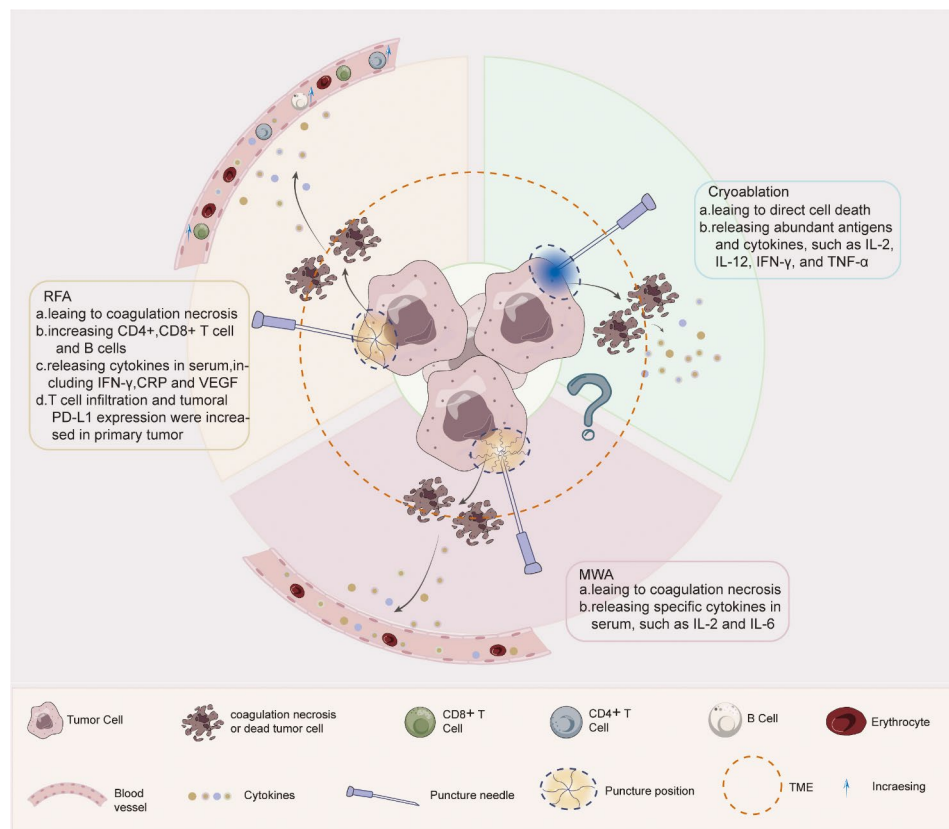 Cryoablation
a.leaing to direct cell death
b.releasing abundant antigens
and cytokines, such as IL-2,
IL-12, IFN-γ, and TNF-α
RFA
a.leaing to coagulation necrosis
b.increasing CD4+,CD8+ T cell
and B cells
c.releasing cytokines in serum,in-
cluding IFN-γ,CRP and VEGF
d.T cell infiltration and tumoral
PD-L1 expression were increa-
sed in primary tumor
?
MWA
a.leaing to coagulation necrosis
b.releasing specific cytokines in
serum, such as IL-2 and IL-6
Tumor Cell
coagulation necrosis
or dead tumor cell
CD8+ T
Cell
CD4+ T
Cell
B Cell
Erythrocyte
Blood
vessel
Cytokines
Puncture needle
Puncture position
TME
Incraesing